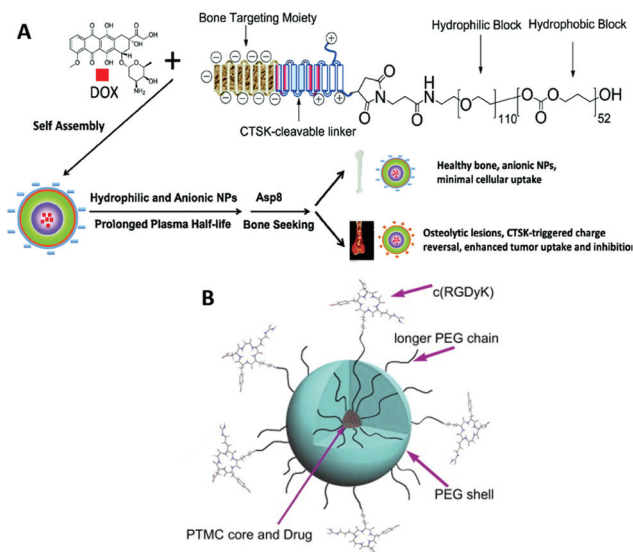 A
Bone Targeting Moiety
Hydrophilic Block
Hydrophobic Block
DOX
CTSK-cleavable linker
110
52
Self Assembly
Hydrophilic and Anionic NPs
Prolonged Plasma Half-life
Asp8
Bone Seeking
Healthy bone, anionic NPs,
minimal cellular uptake
Osteolytic lesions, CTSK-triggered charge
reversal, enhanced tumor uptake and inhibition
B
c(RGDyK)
longer PEG chain
PEG shell
PTMC core and Drug